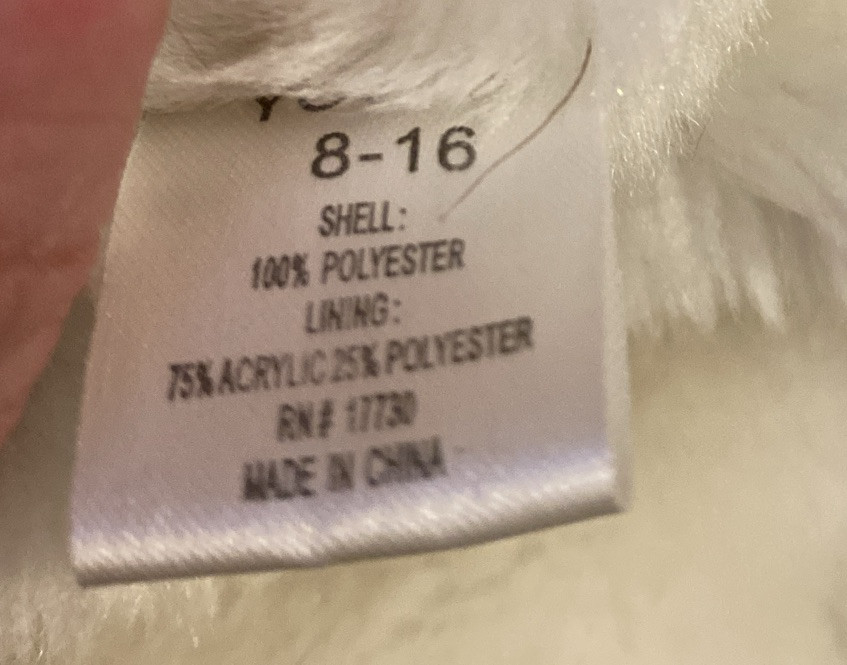 8-16
SHELL:
100% POLYESTER
LINING:
75% ACRYLIC 25% POLYESTER
RN# 17730
MADE IN CHINA